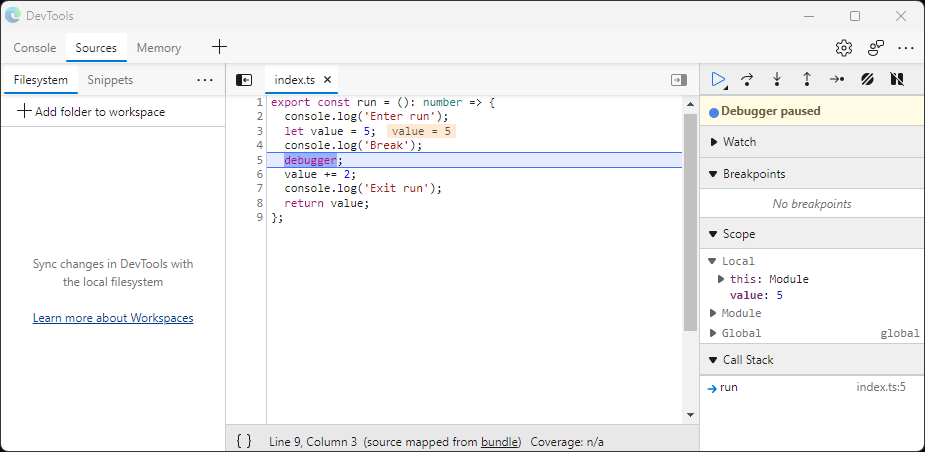 DevTools
Console Sources Memory
Filesystem Snippets
Add folder to workspace
Sync changes in DevTools with
the local filesystem
Learn more about Workspaces
index.ts
1 export const run = (): number => {
2 console.log('Enter run');
3 let value = 5; value = 5
4 console.log('Break');
5 debugger;
6 value += 2;
7 console.log('Exit run');
8 return value;
9 };
{ } Line 9, Column 3 (source mapped from bundle) Coverage: n/a
Debugger paused
Watch
Breakpoints
No breakpoints
Scope
Local
this: Module
value: 5
Module
Global global
Call Stack
run index.ts:5